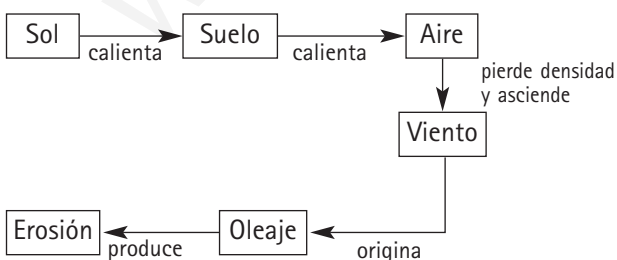 Sol
calienta
Suelo
calienta
Aire
pierde densidad
y asciende
Viento
origina
Oleaje
produce
Erosión